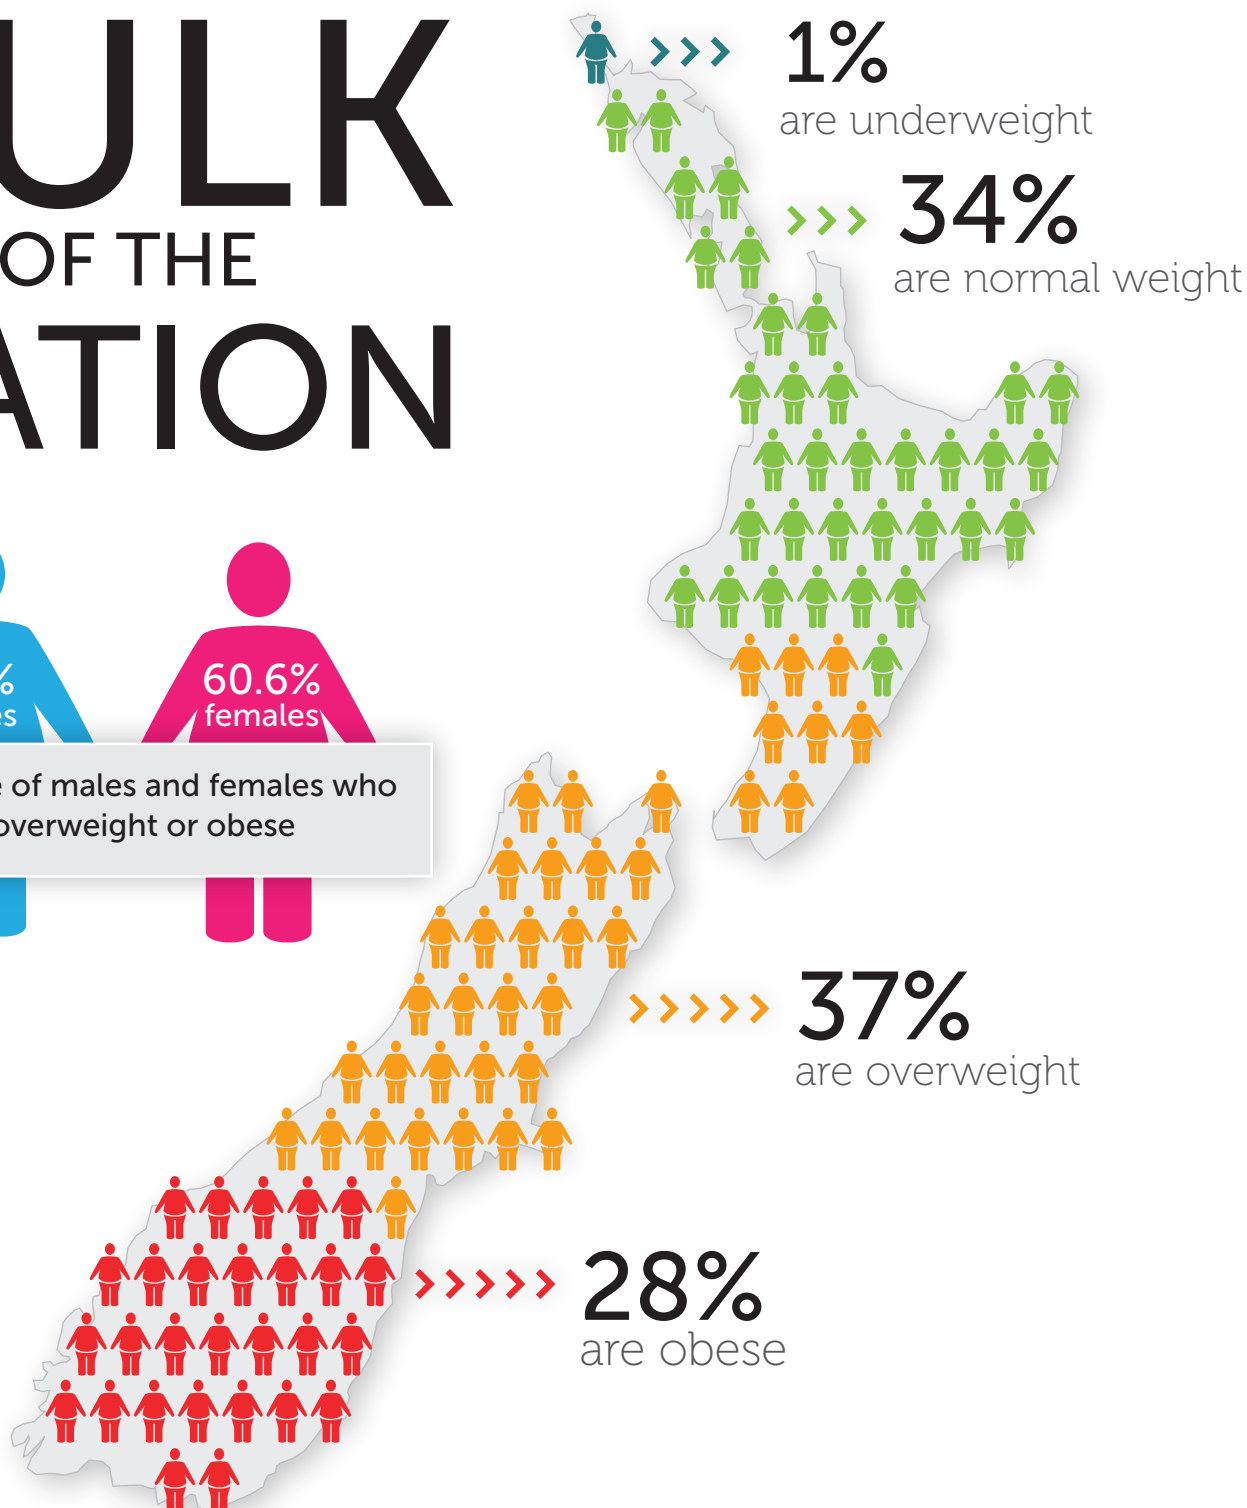 ULK
OF THE
ATION
1%
are underweight
34%
are normal weight
%
es
60.6%
females
e of males and females who
overweight or obese
37%
are overweight
28%
are obese